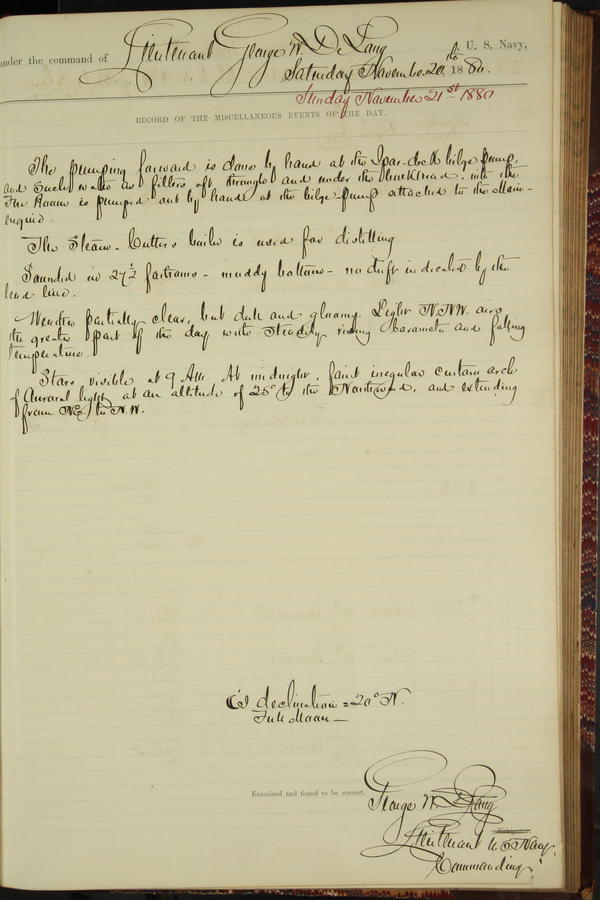 under the command of Lieutenant George W. De Long U. S. Navy,
Saturday November 20th 1880.
Sunday November 21st 1880
RECORD OF THE MISCELLANEOUS EVENTS OF THE DAY.
The pumping forward is done by hand at the Spar-deck bilge pump,
and such water as filters aft through and under the bulkhead, into the
Fire Room is pumped out by hand at the bilge pump attached to the Main-
engine.
The Steam-Cutter's boiler is used for distilling
Sounded in 27½ fathoms - muddy bottom - no drift indicated by the
lead line.
Weather partially clear, but dull and gloomy. Light N.N.W. airs
the greater part of the day with steadily rising barometer and falling
temperature.
Stars visible at 9 AM. At midnight, faint irregular curtain arch
of Auroral light at an altitude of 25° to the Northward, and extending
from NE, to N.W.
declination = 20° N.
Full Moon -
Examined and found to be correct.
George W. De Long
Navigator.
Lieutenant U.S. Navy.
Commanding.